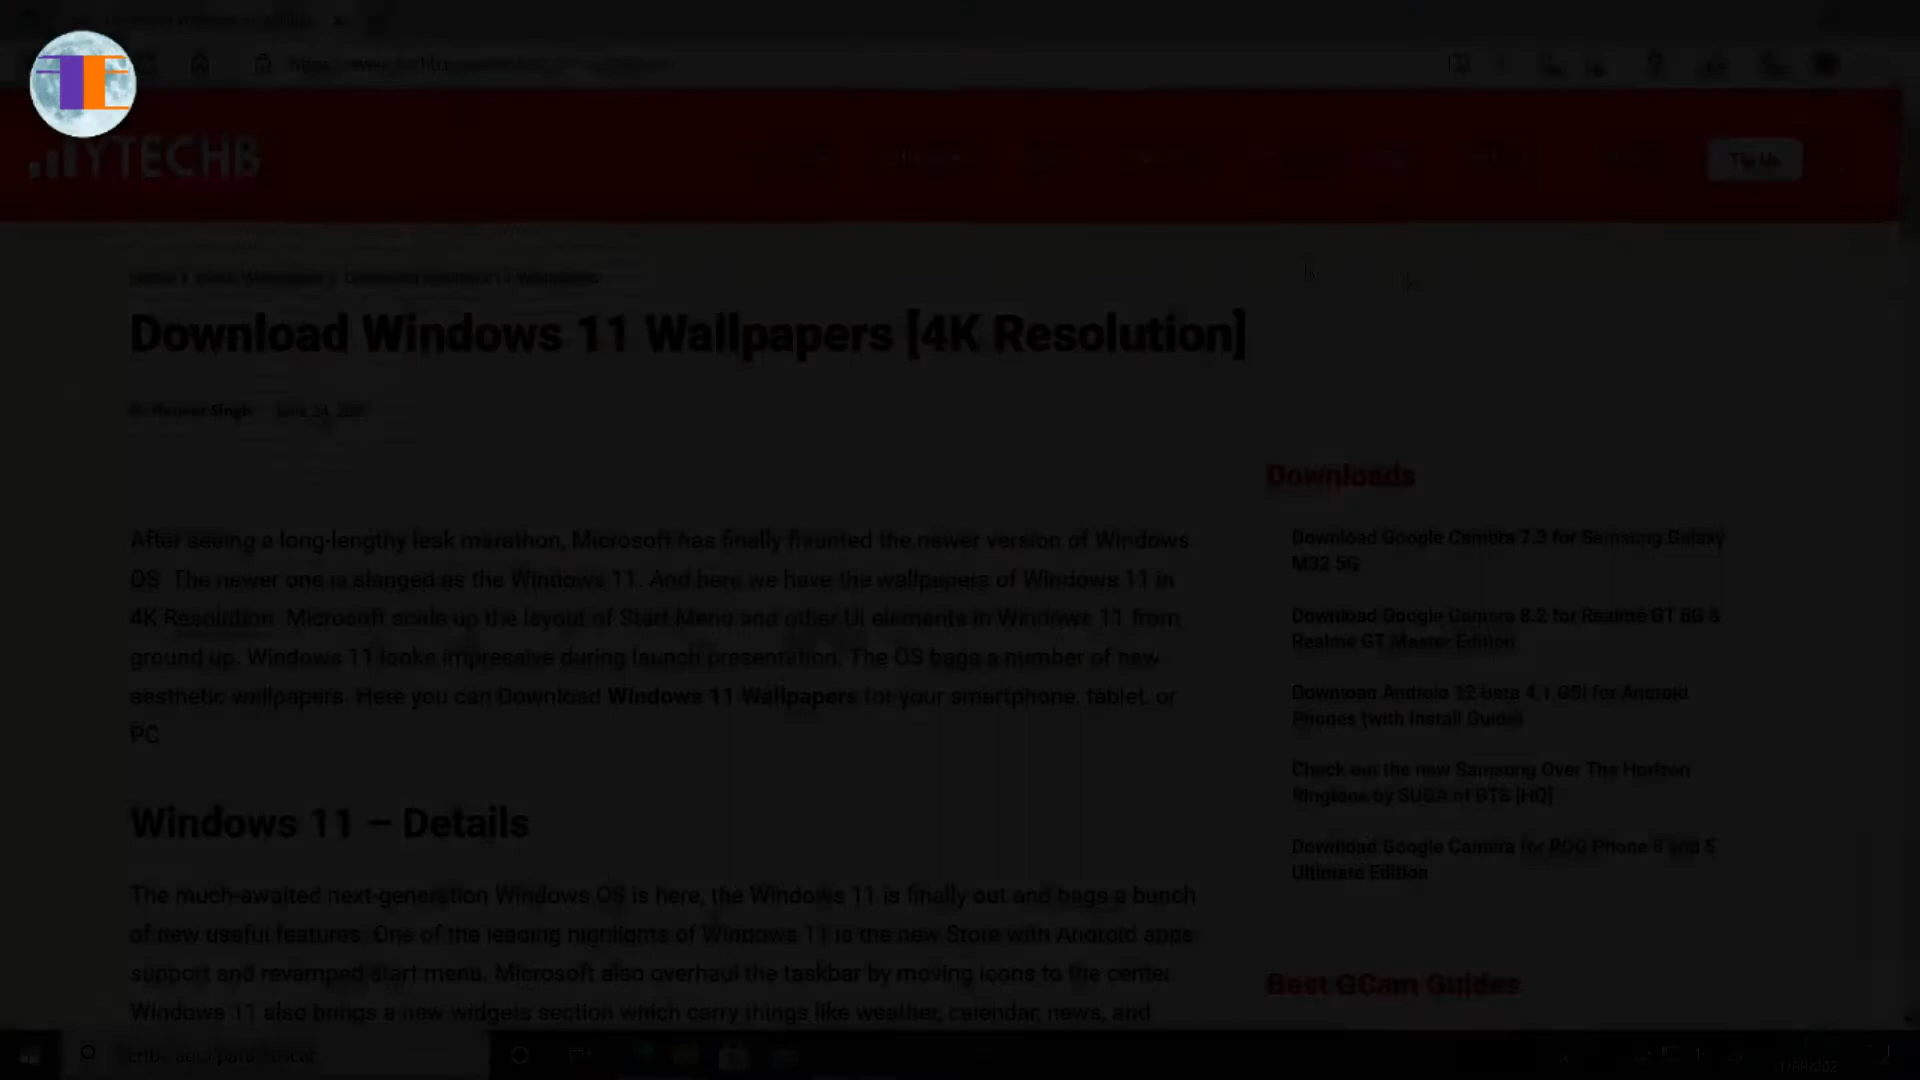 YTECHB
Tip Us
Download Windows 11 Wallpapers [4K Resolution]
Singh
Downloads
After seeing a long-lengthy leak marathon, Microsoft has finally flaunted the newer version of Windows
OS. The newer one is slanged as the Windows 11. And here we have the wallpapers of Windows 11 in
4K Resolution. Microsoft scale up the layout of Start Menu and other UI elements in Windows 11 from
ground up. Windows 11 looks impressive during launch presentation. The OS bags a number of new
aesthetic wallpapers. Here you can Download Windows 11 Wallpapers for your smartphone, tablet, or
PC
Download Google Camera 7.3 for Samsung Galaxy
M32 5G
Download Google Camera 8.2 for Realme GT 5G &
Realme GT Master Edition
Download Android 12 beta 4.1 GSI for Android
Phones (with Install Guide)
Check out the new Samsung Over The Horizon
Ringtone by SUGA of BTS [HQ]
Download Google Camera for ROG Phone 5 and 5
Ultimate Edition
Windows 11 – Details
The much-awaited next-generation Windows OS is here, the Windows 11 is finally out and bags a bunch
of new useful features. One of the leading highlights of Windows 11 is the new Store with Android apps
support and revamped start menu. Microsoft also overhaul the taskbar by moving icons to the center.
Windows 11 also brings a new widgets section which carry things like weather, calendar, news, and
Best GCam Guides
aquí para buscar